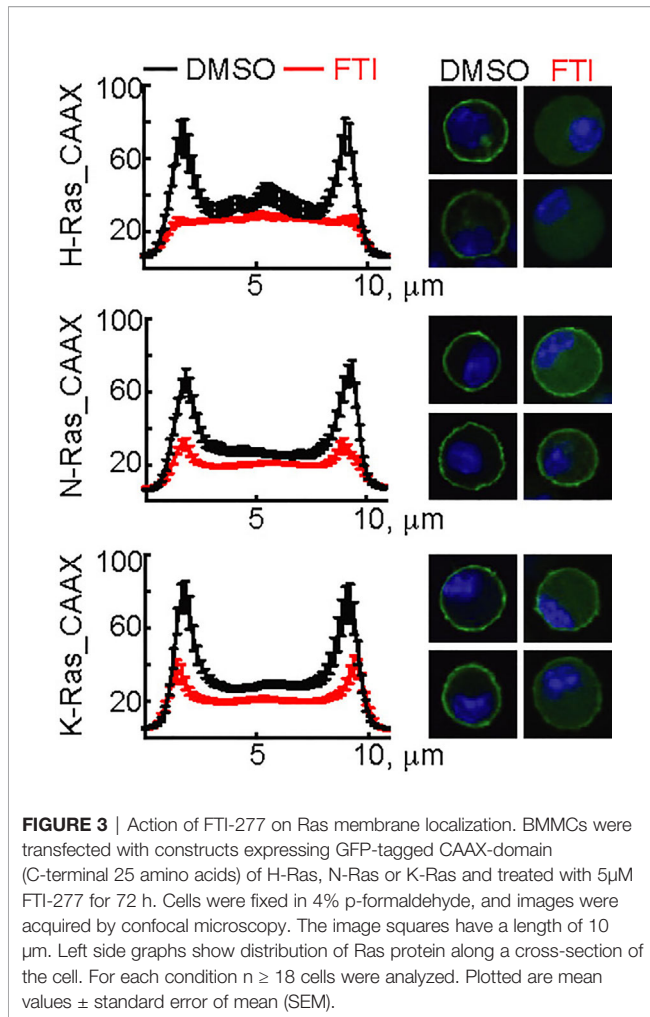 DMSO FTI
DMSO FTI
H-Ras_CAAX
100
60
20
5 10, μm
N-Ras_CAAX
100
60
20
5 10, μm
K-Ras_CAAX
100
60
20
5 10, μm
FIGURE 3 | Action of FTI-277 on Ras membrane localization. BMMCs were
transfected with constructs expressing GFP-tagged CAAX-domain
(C-terminal 25 amino acids) of H-Ras, N-Ras or K-Ras and treated with 5μM
FTI-277 for 72 h. Cells were fixed in 4% p-formaldehyde, and images were
acquired by confocal microscopy. The image squares have a length of 10
μm. Left side graphs show distribution of Ras protein along a cross-section of
the cell. For each condition n ≥ 18 cells were analyzed. Plotted are mean
values ± standard error of mean (SEM).